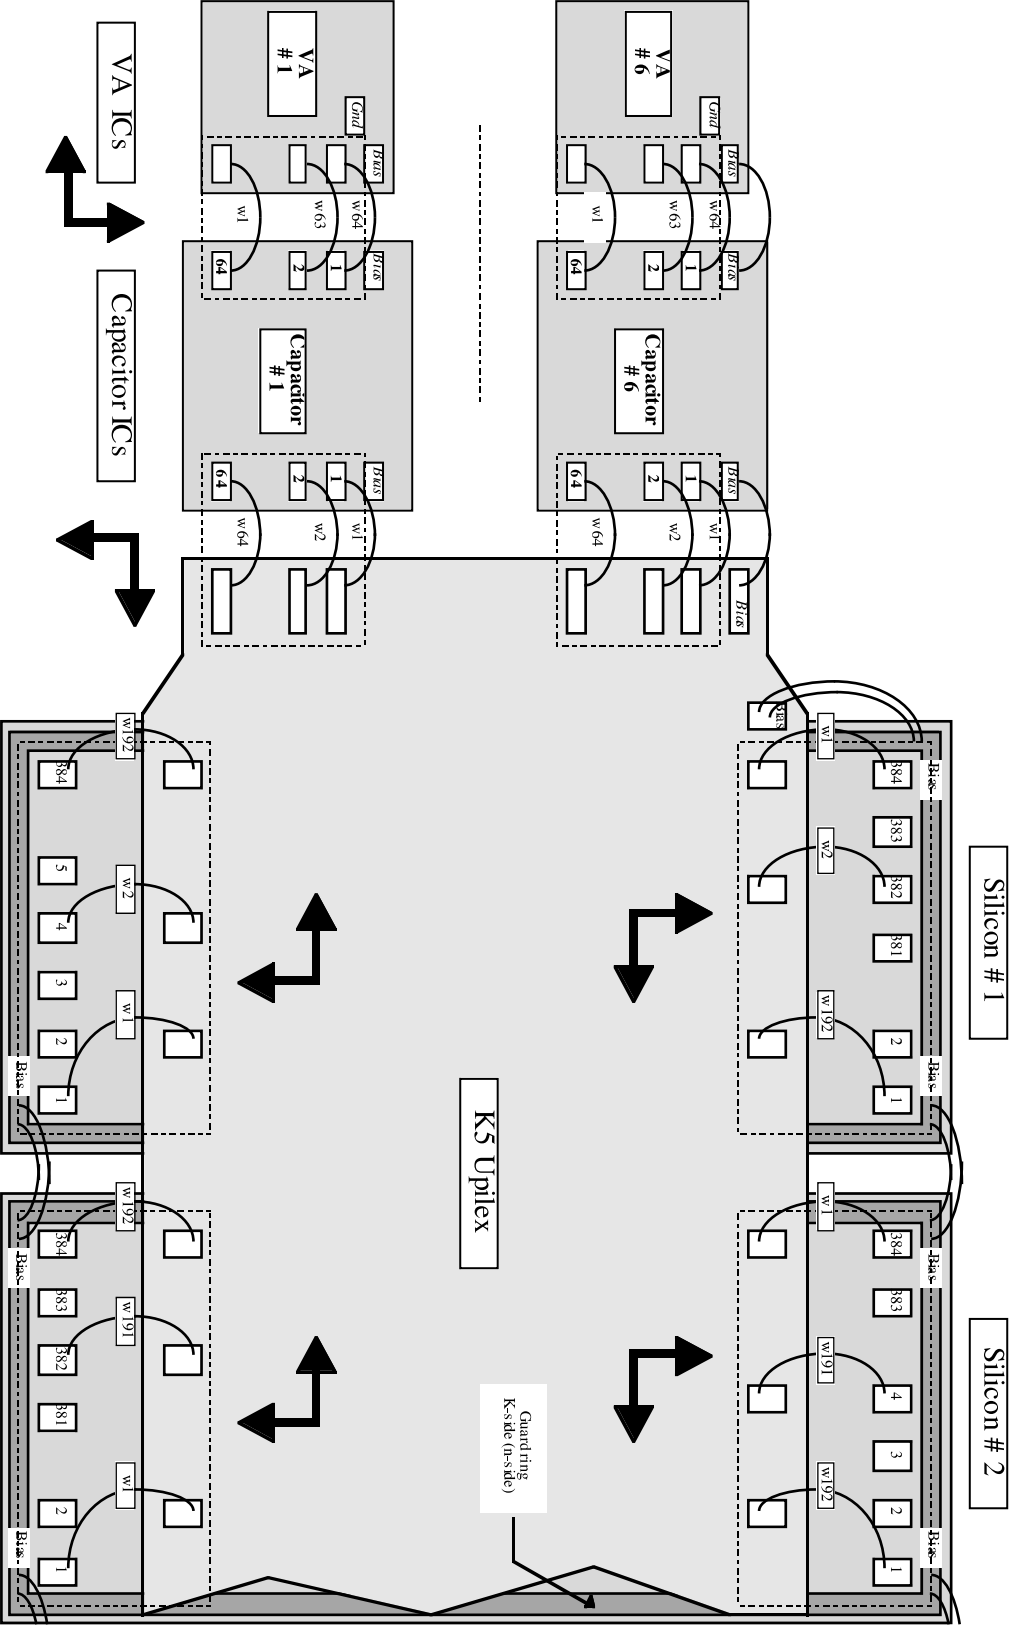 VA ICs
VA
# 1
Gnd
Bias
w1
w63
w64
64
2
1
Bias
VA
# 6
Gnd
Bias
w1
w63
w64
64
2
1
Bias
Capacitor ICs
Capacitor
# 1
64
2
1
Bias
w64
w2
w1
Capacitor
# 6
64
2
1
Bias
w64
w2
w1
Bias
Bias
w192
384
5
w2
4
3
w1
2
1
Bias
w1
384
Bias
383
w2
382
381
w192
2
1
Bias
Silicon # 1
K5 Upilex
w192
384
Bias
383
w191
382
381
w1
2
1
Bias
w1
384
Bias
383
w191
4
3
w192
2
1
Bias
Silicon # 2
Guard ring
K-side (n-side)